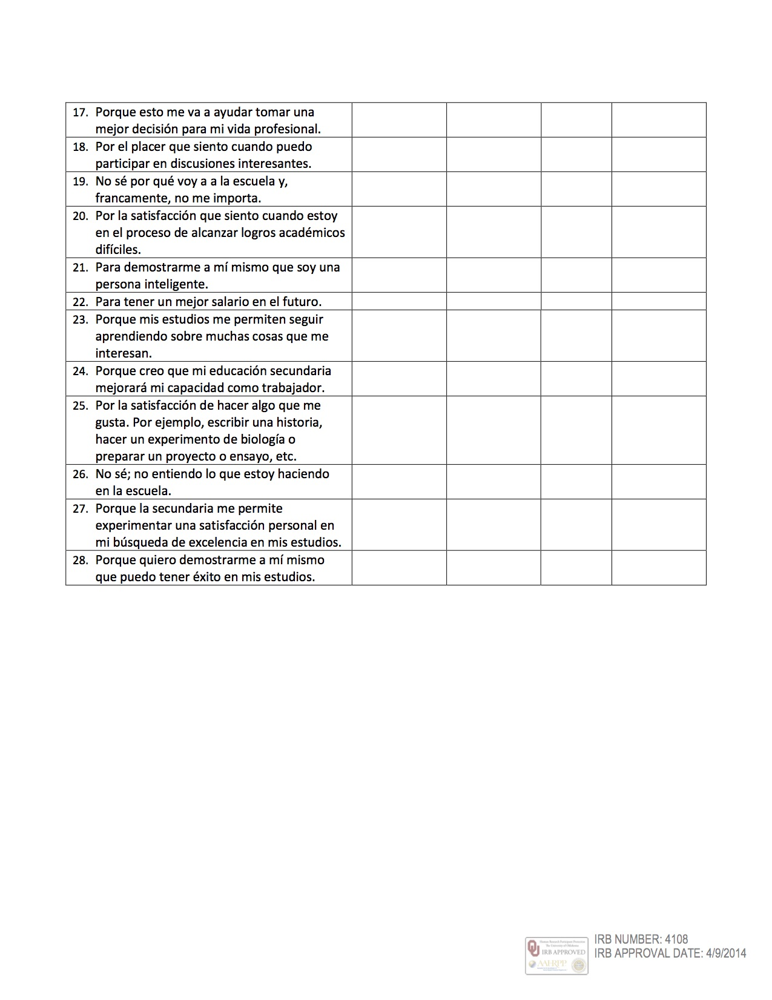 17. Porque esto me va a ayudar tomar una
mejor decisión para mi vida profesional.
18. Por el placer que siento cuando puedo
participar en discusiones interesantes.
19. No sé por qué voy a a la escuela y,
francamente, no me importa.
20. Por la satisfacción que siento cuando estoy
en el proceso de alcanzar logros académicos
difíciles.
21. Para demostrarme a mí mismo que soy una
persona inteligente.
22. Para tener un mejor salario en el futuro.
23. Porque mis estudios me permiten seguir
aprendiendo sobre muchas cosas que me
interesan.
24. Porque creo que mi educación secundaria
mejorará mi capacidad como trabajador.
25. Por la satisfacción de hacer algo que me
gusta. Por ejemplo, escribir una historia,
hacer un experimento de biología o
preparar un proyecto o ensayo, etc.
26. No sé; no entiendo lo que estoy haciendo
en la escuela.
27. Porque la secundaria me permite
experimentar una satisfacción personal en
mi búsqueda de excelencia en mis estudios.
28. Porque quiero demostrarme a mí mismo
que puedo tener éxito en mis estudios.
Human Research Participant Protection
The University of Oklahoma
IRB APPROVED
AAHRPP
IRB NUMBER: 4108
IRB APPROVAL DATE: 4/9/2014